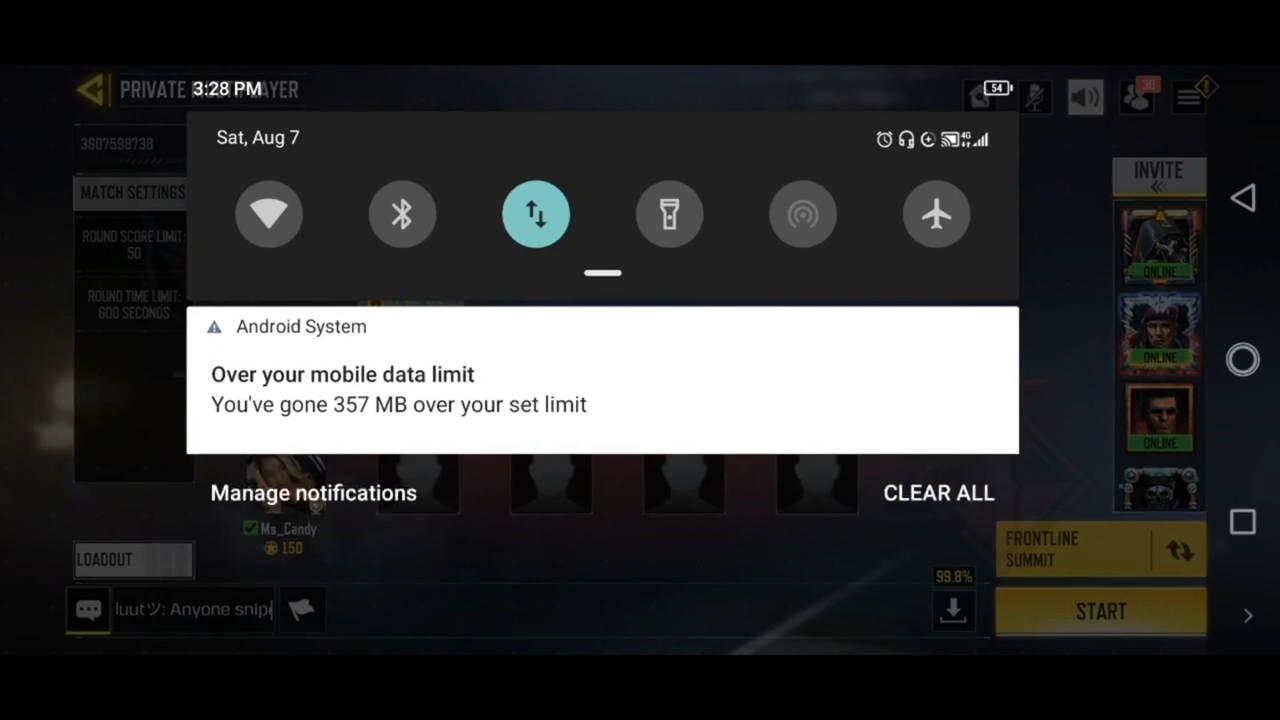 PRIVATE MULTIPLAYER
3:28 PM
54
30
Sat, Aug 7
4G
3607598738
MATCH SETTINGS
INVITE
ROUND SCORE LIMIT:
50
ROUND TIME LIMIT:
600 SECONDS
ONLINE
Android System
Over your mobile data limit
You've gone 357 MB over your set limit
ONLINE
ONLINE
Manage notifications
CLEAR ALL
Ms_Candy
150
LOADOUT
FRONTLINE
SUMMIT
99.8%
luutツ: Anyone snip
START